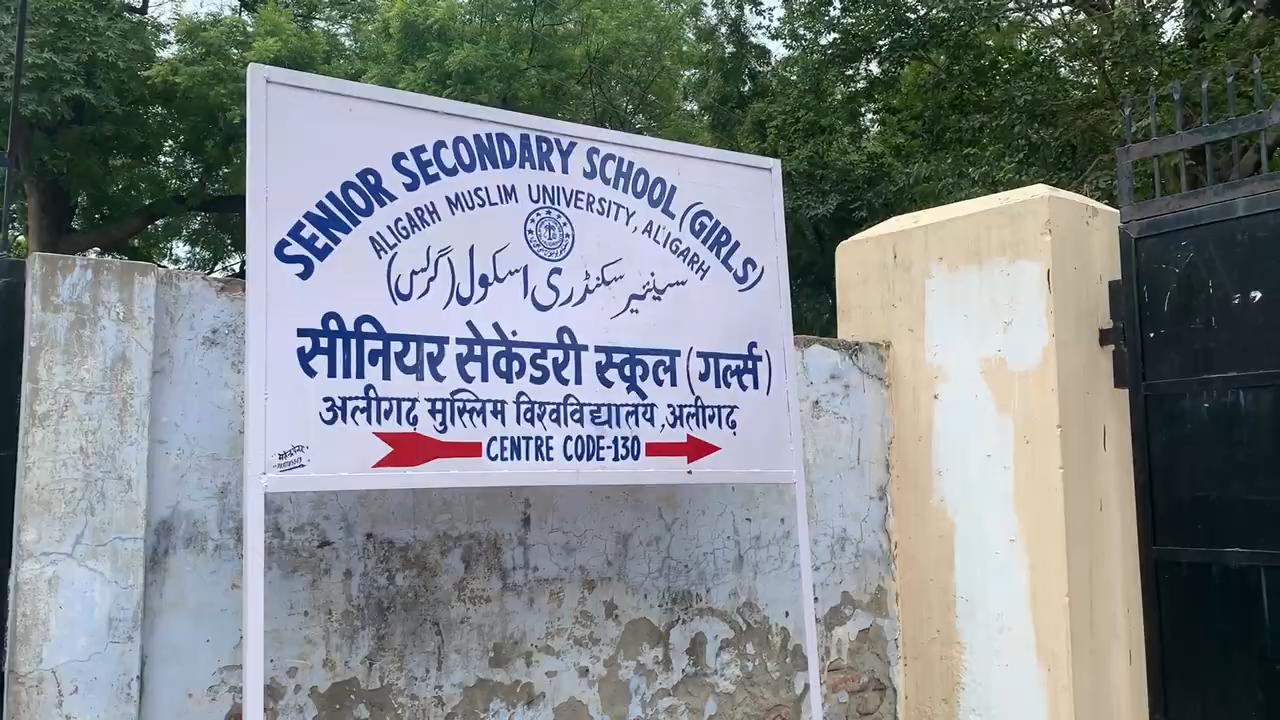 SENIOR SECONDARY SCHOOL (GIRLS)
ALIGARH MUSLIM UNIVERSITY, ALIGARH
سینئیر سکنڈری اسکول (گرلس)
सीनियर सेकेंडरी स्कूल (गर्ल्स)
अलीगढ़ मुस्लिम विश्वविद्यालय, अलीगढ़
CENTRE CODE-130